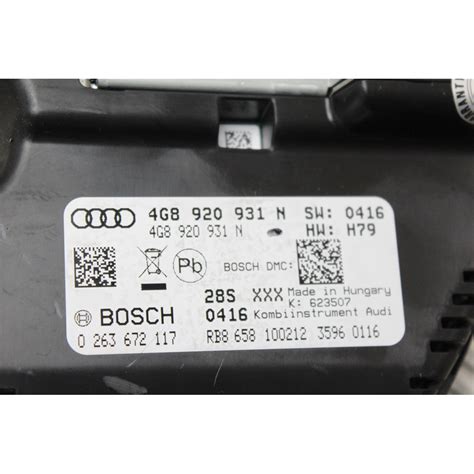 4G8 920 931 N SW: 0416
4G8 920 931 N HW: H79
Pb
BOSCH DMC:
28S XXX Made in Hungary
K: 623507
BOSCH 0416 Kombiinstrument Audi
0 263 672 117 RB8 658 100212 3596 0116